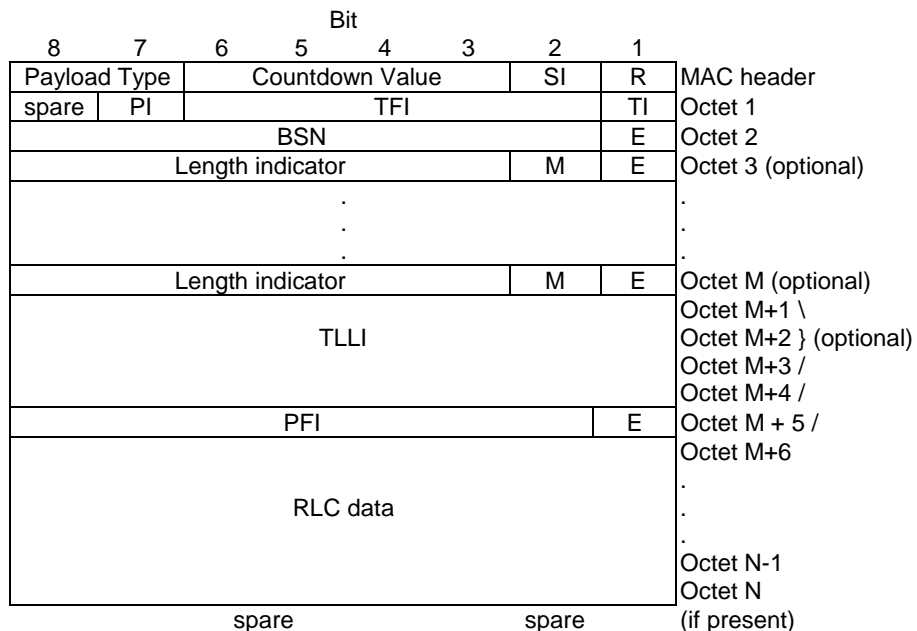 Bit
8 7 6 5 4 3 2 1
Payload Type Countdown Value SI R MAC header
spare PI TFI TI Octet 1
BSN E Octet 2
Length indicator M E Octet 3 (optional)
. .
. .
. .
Length indicator M E Octet M (optional)
Octet M+1 \
TLLI Octet M+2 } (optional)
Octet M+3 /
Octet M+4 /
PFI E Octet M + 5 /
Octet M+6
.
RLC data .
.
Octet N-1
Octet N
spare spare (if present)